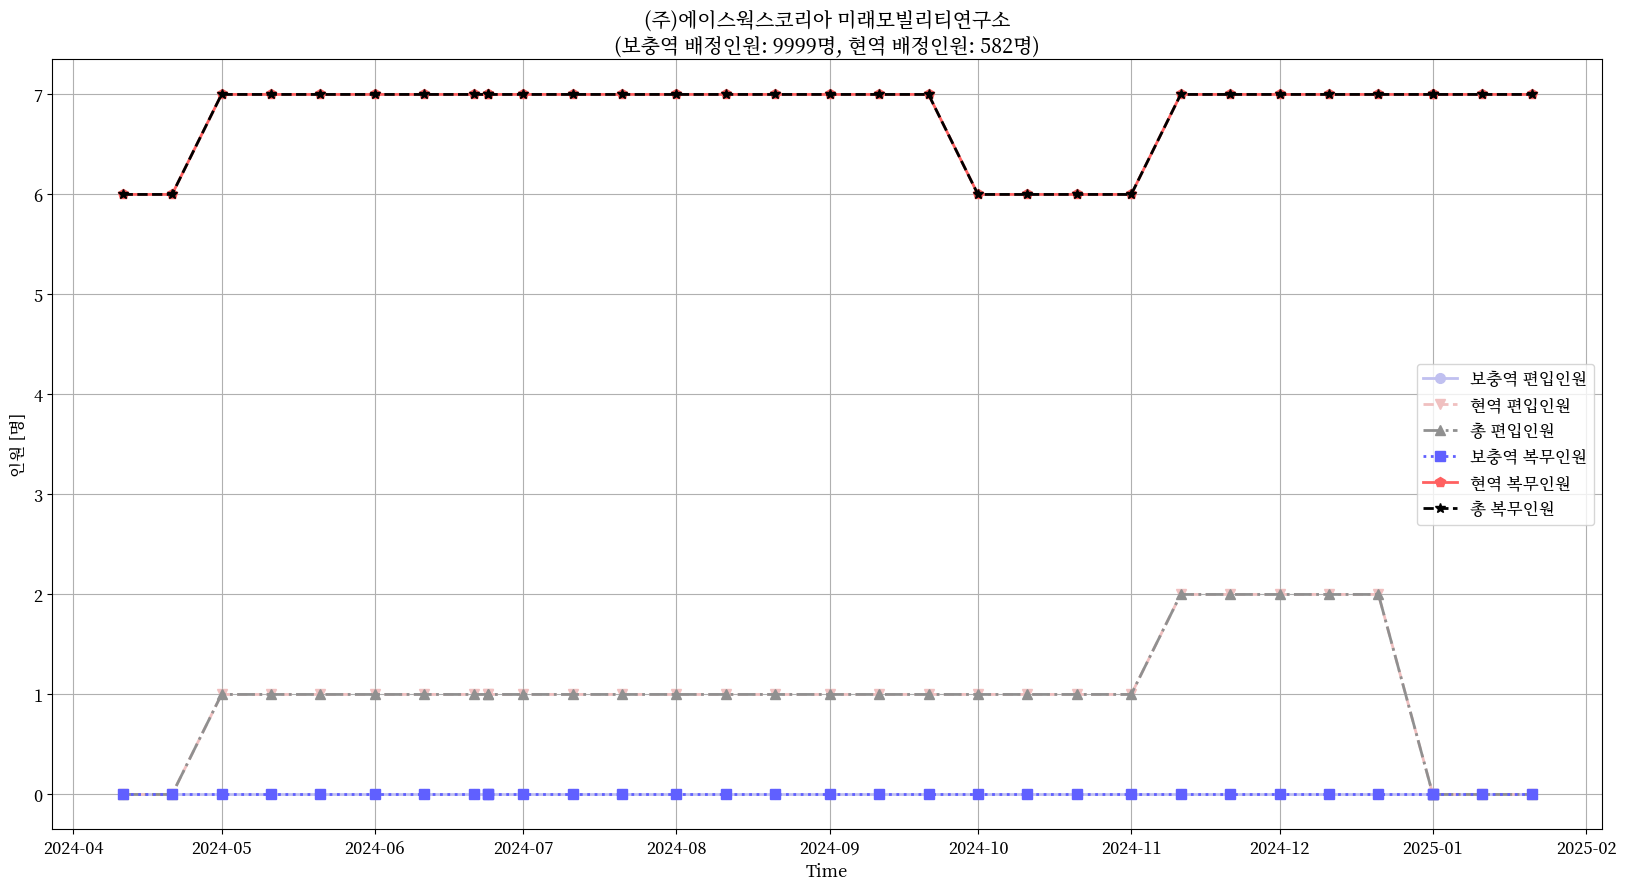 (주)에이스웍스코리아 미래모빌리티연구소
(보충역 배정인원: 9999명, 현역 배정인원: 582명)
7
6
5
4
3
2
1
0
인원 [명]
보충역 편입인원
현역 편입인원
총 편입인원
보충역 복무인원
현역 복무인원
총 복무인원
2024-04 2024-05 2024-06 2024-07 2024-08 2024-09 2024-10 2024-11 2024-12 2025-01 2025-02
Time